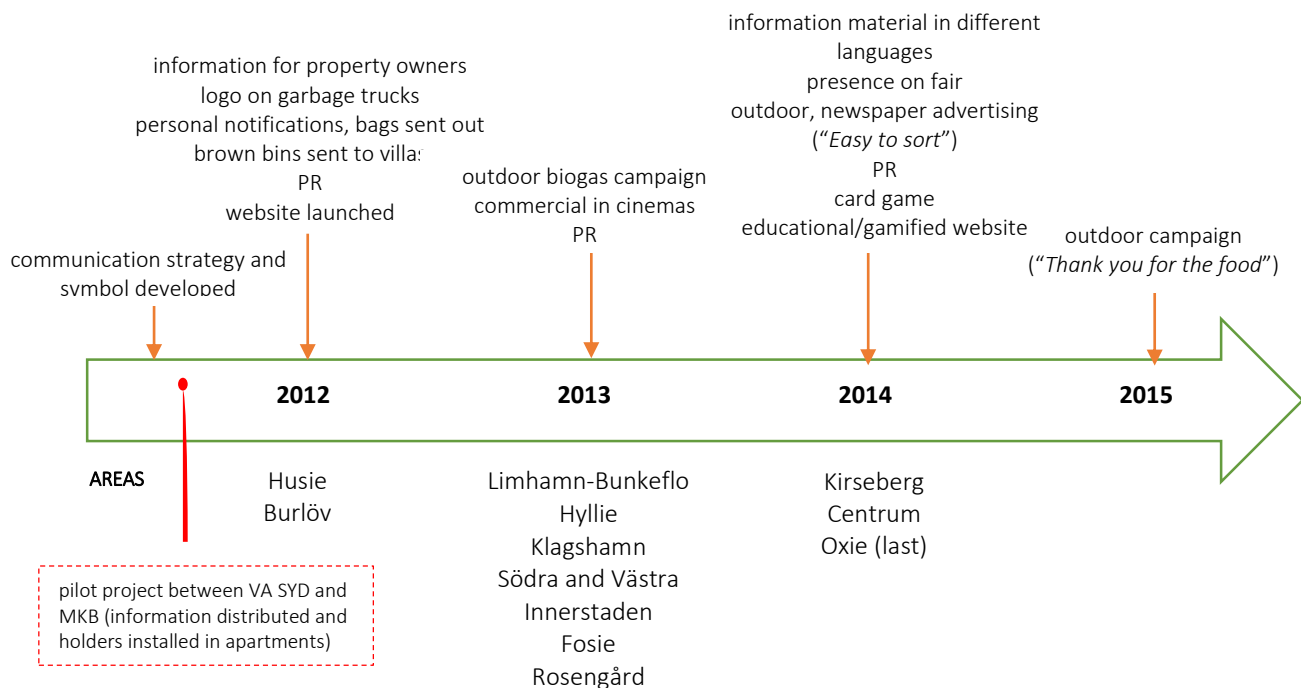 information for property owners
logo on garbage trucks
personal notifications, bags sent out
brown bins sent to villas
PR
website launched
information material in different
languages
presence on fair
outdoor, newspaper advertising
(“Easy to sort”)
PR
card game
educational/gamified website
outdoor biogas campaign
commercial in cinemas
PR
outdoor campaign
(“Thank you for the food”)
communication strategy and
symbol developed
2012
2013
2014
2015
AREAS
Husie
Burlöv
Limhamn-Bunkeflo
Hyllie
Klagshamn
Södra and Västra
Innerstaden
Fosie
Rosengård
Kirseberg
Centrum
Oxie (last)
pilot project between VA SYD and
MKB (information distributed and
holders installed in apartments)